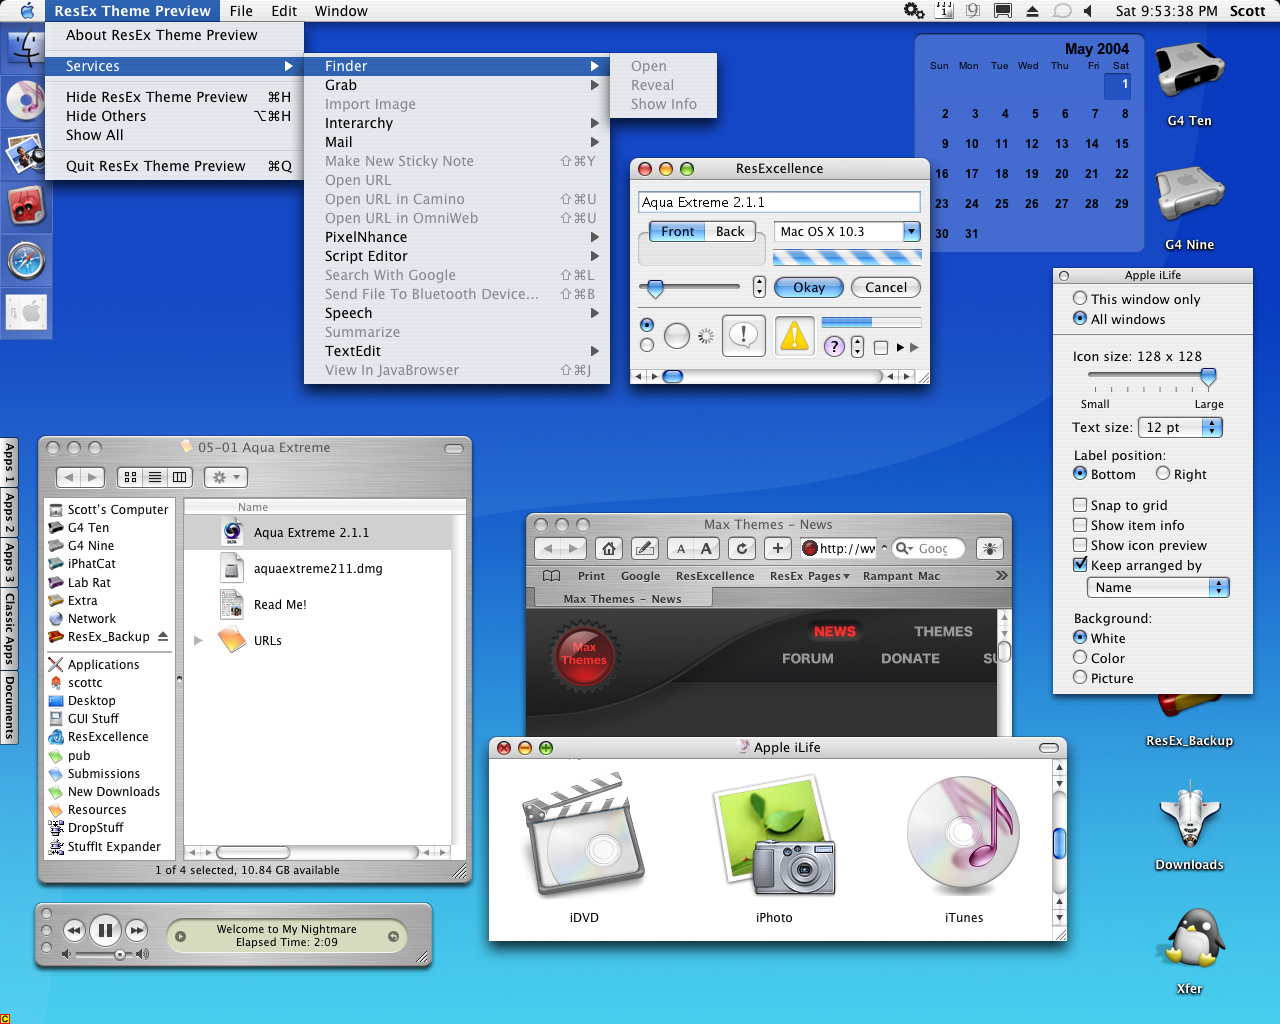 ResEx Theme Preview File Edit Window
Sat 9:53:38 PM Scott
About ResEx Theme Preview
Services
Hide ResEx Theme Preview ⌘H
Hide Others ⌥⌘H
Show All
Quit ResEx Theme Preview ⌘Q
Finder
Grab
Import Image
Interarchy
Mail
Make New Sticky Note ⇧⌘Y
Open URL
Open URL in Camino ⇧⌘U
Open URL in OmniWeb ⇧⌘U
PixelNhance
Script Editor
Search With Google ⇧⌘L
Send File To Bluetooth Device... ⇧⌘B
Speech
Summarize
TextEdit
View In JavaBrowser ⇧⌘J
Open
Reveal
Show Info
May 2004
Sun Mon Tue Wed Thu Fri Sat
1
2 3 4 5 6 7 8
9 10 11 12 13 14 15
16 17 18 19 20 21 22
23 24 25 26 27 28 29
30 31
G4 Ten
G4 Nine
ResExcellence
Aqua Extreme 2.1.1
Front Back
Mac OS X 10.3
Okay Cancel
Apple iLife
This window only
All windows
Icon size: 128 x 128
Small Large
Text size: 12 pt
Label position:
Bottom Right
Snap to grid
Show item info
Show icon preview
Keep arranged by
Name
Background:
White
Color
Picture
Apps 1
Apps 2
Apps 3
Classic Apps
Documents
05-01 Aqua Extreme
Name
Scott's Computer
G4 Ten
G4 Nine
iPhatCat
Lab Rat
Extra
Network
ResEx_Backup
Applications
scottc
Desktop
GUI Stuff
ResExcellence
pub
Submissions
New Downloads
Resources
DropStuff
StuffIt Expander
Aqua Extreme 2.1.1
aquaextreme211.dmg
Read Me!
URLs
1 of 4 selected, 10.84 GB available
Max Themes – News
A A
http://ww
Goog
Print Google ResExcellence ResEx Pages Rampant Mac
Max Themes – News
Max
Themes
NEWS THEMES
FORUM DONATE SU
Apple iLife
iDVD iPhoto iTunes
Welcome to My Nightmare
Elapsed Time: 2:09
ResEx_Backup
Downloads
Xfer